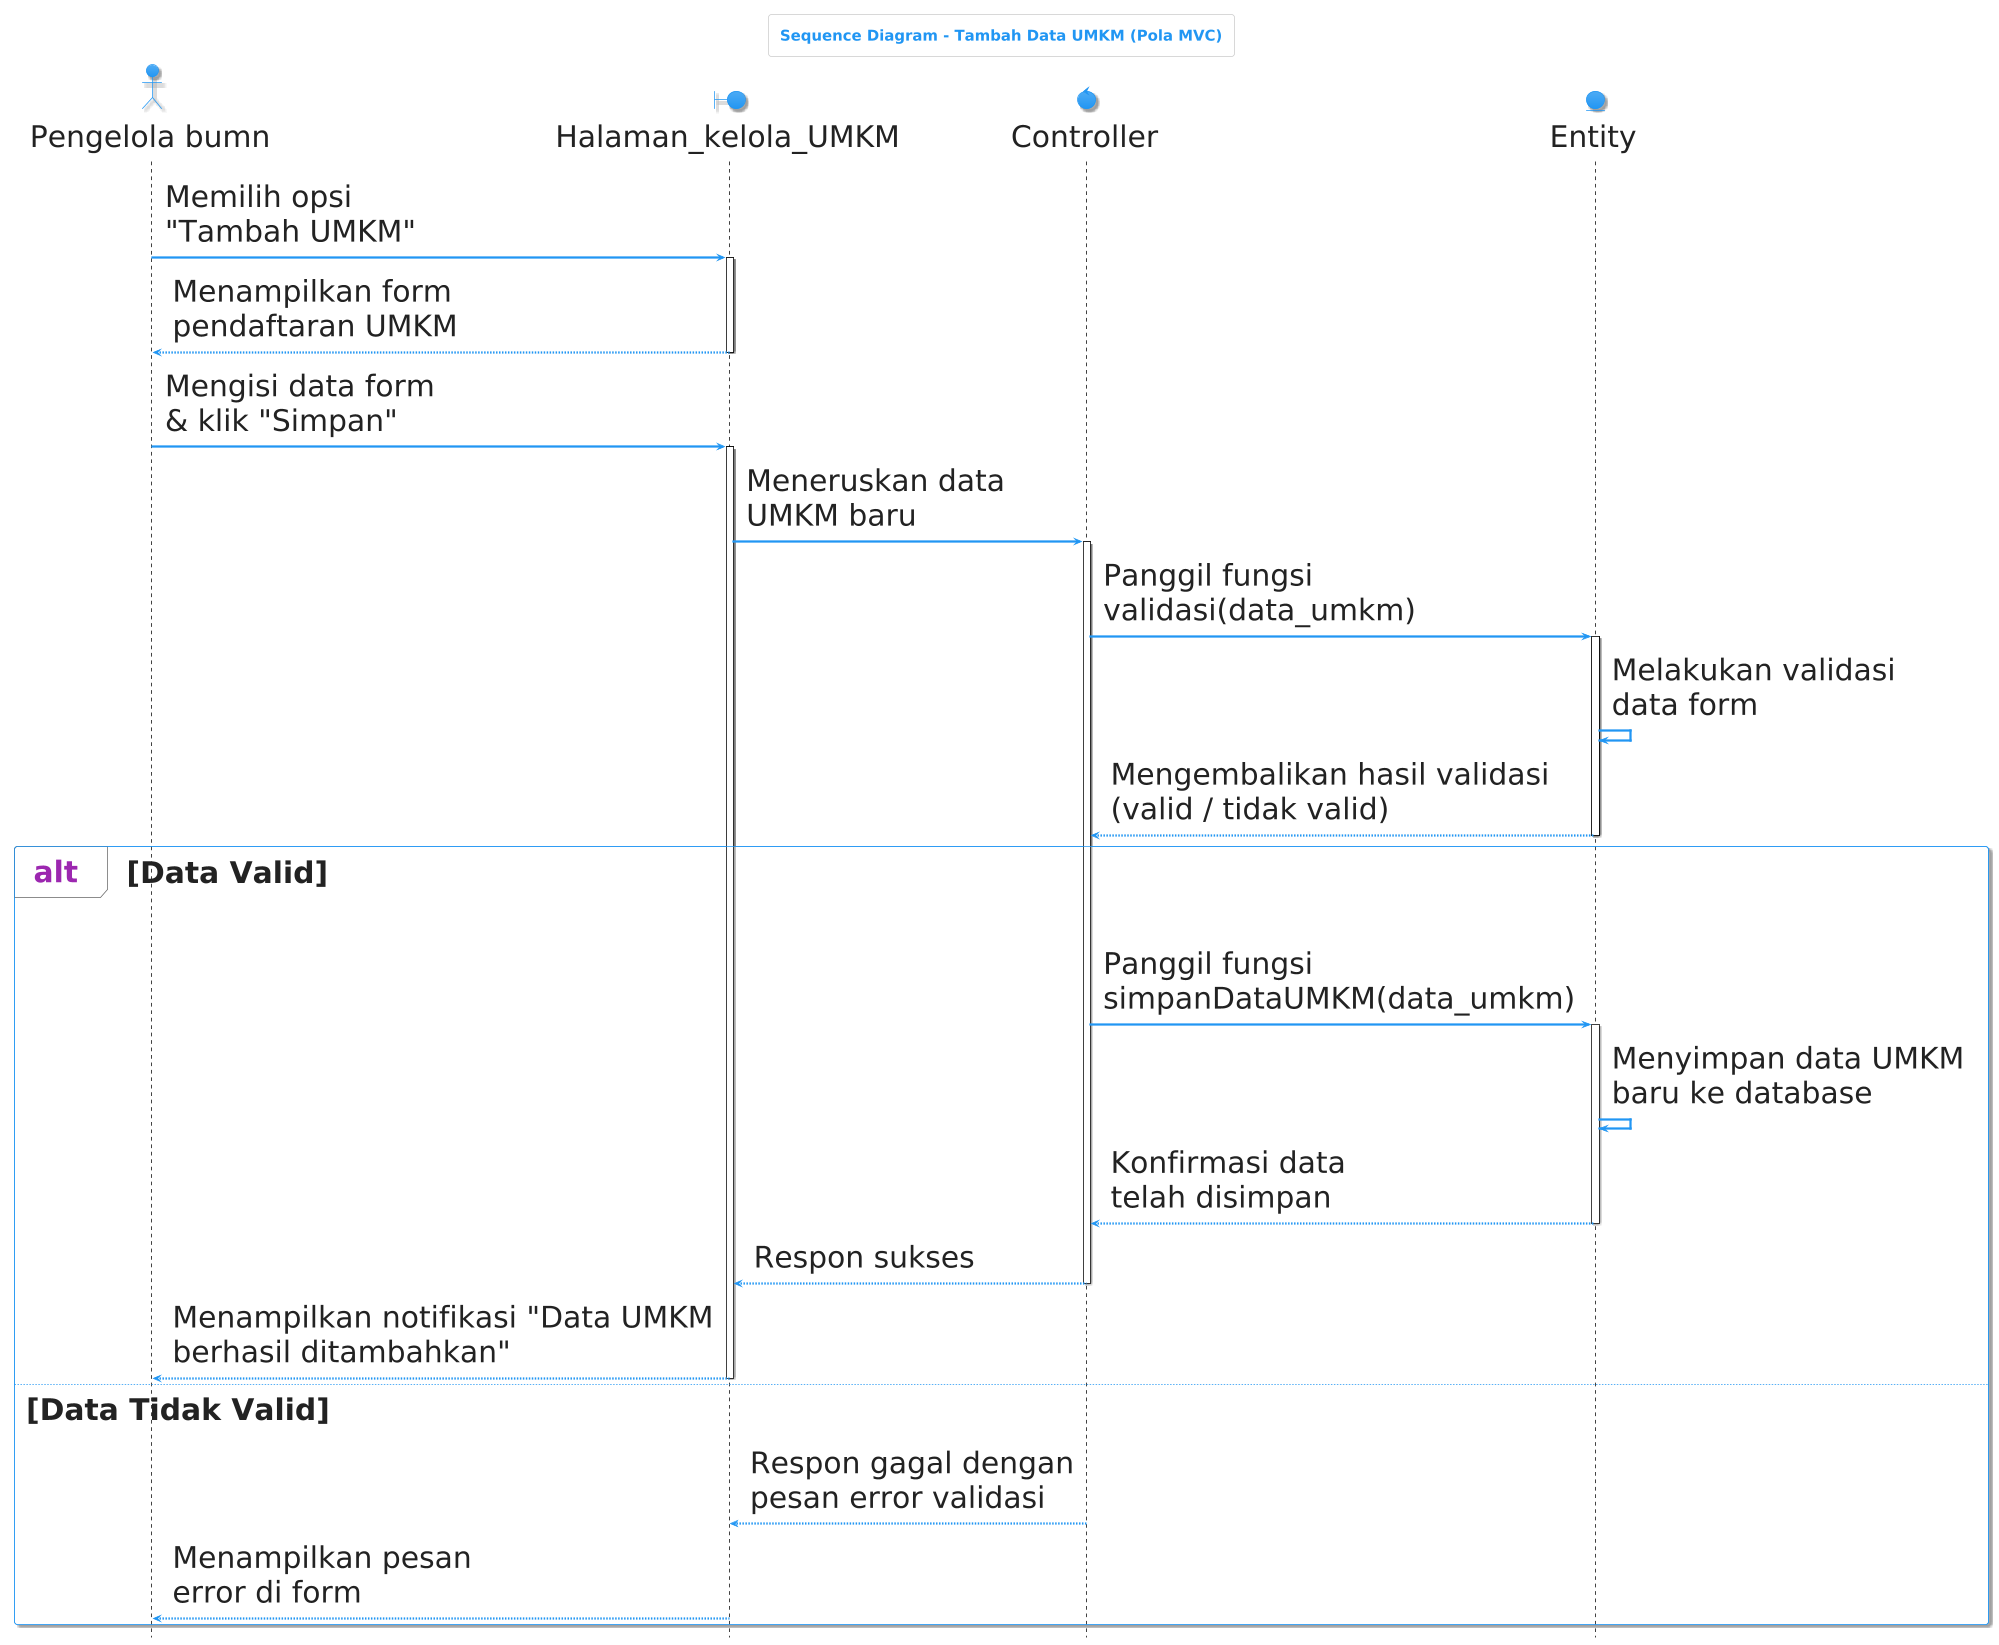 Sequence Diagram - Tambah Data UMKM (Pola MVC)
Pengelola bumn
Halaman_kelola_UMKM
Controller
Entity
Memilih opsi
"Tambah UMKM"
Menampilkan form
pendaftaran UMKM
Mengisi data form
& klik "Simpan"
Meneruskan data
UMKM baru
Panggil fungsi
validasi(data_umkm)
Melakukan validasi
data form
Mengembalikan hasil validasi
(valid / tidak valid)
alt [Data Valid]
Panggil fungsi
simpanDataUMKM(data_umkm)
Menyimpan data UMKM
baru ke database
Konfirmasi data
telah disimpan
Respon sukses
Menampilkan notifikasi "Data UMKM
berhasil ditambahkan"
[Data Tidak Valid]
Respon gagal dengan
pesan error validasi
Menampilkan pesan
error di form